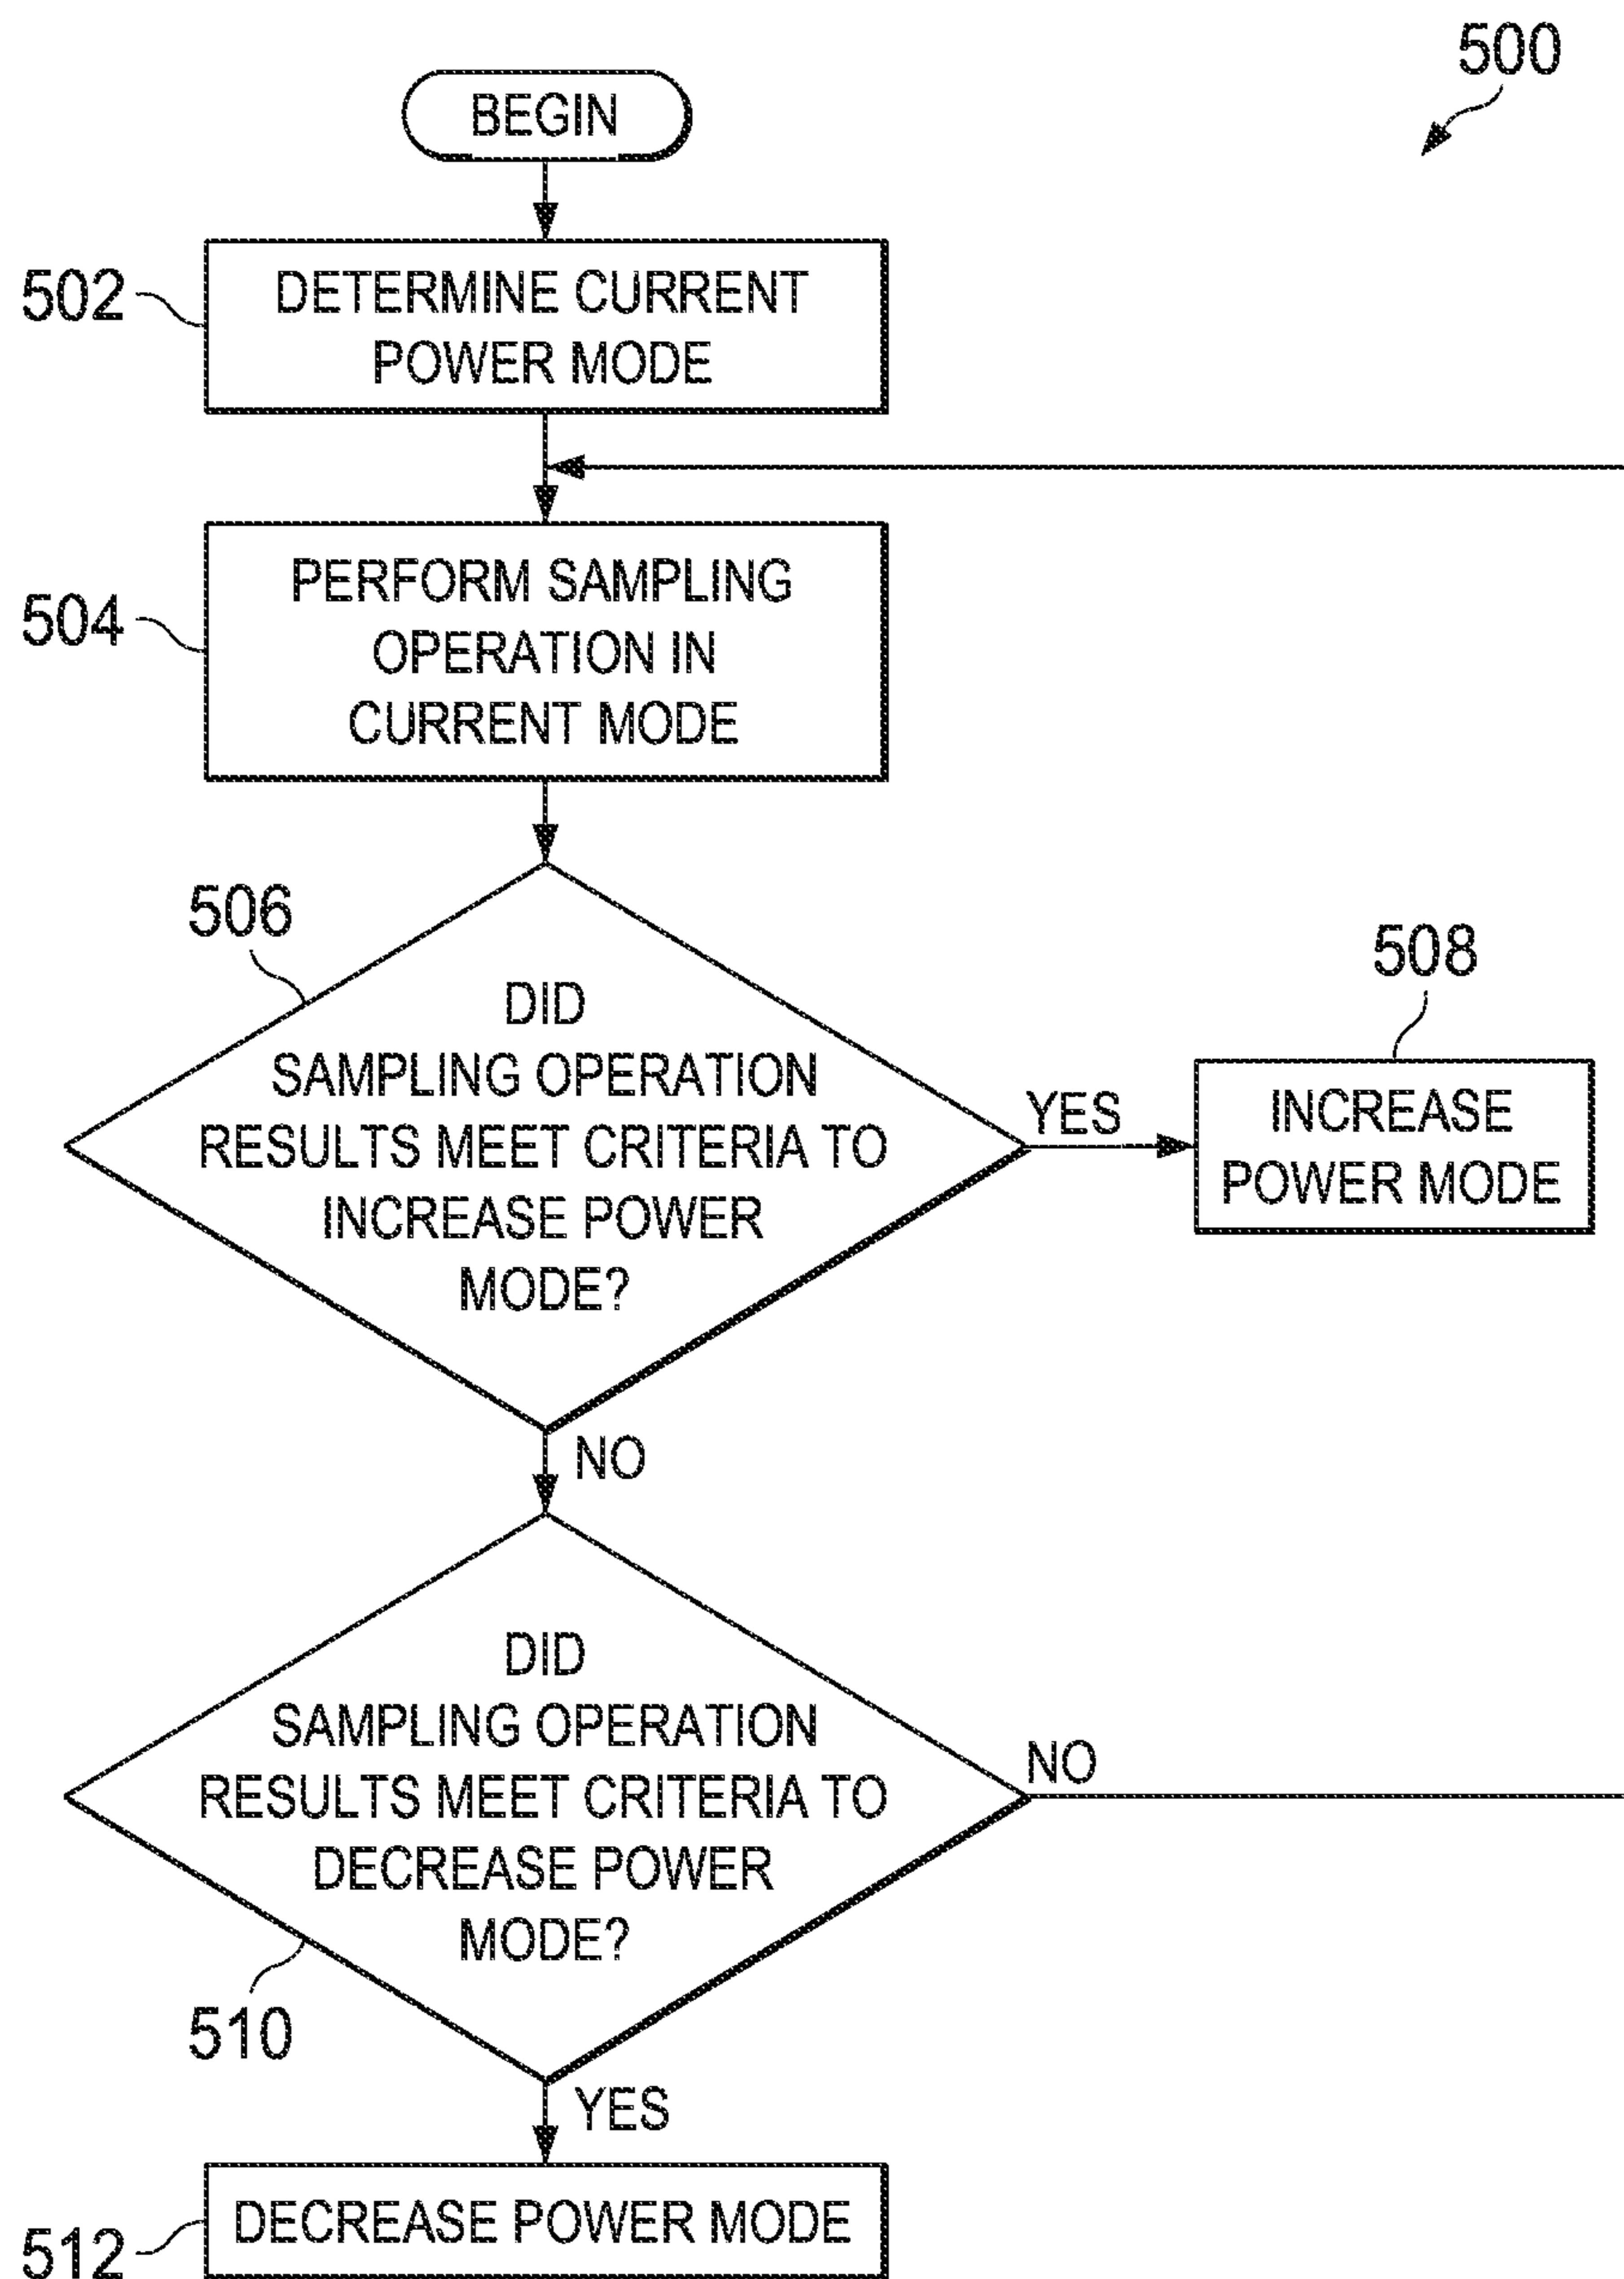 500
BEGIN
502
DETERMINE CURRENT
POWER MODE
504
PERFORM SAMPLING
OPERATION IN
CURRENT MODE
506
DID
SAMPLING OPERATION
RESULTS MEET CRITERIA TO
INCREASE POWER
MODE?
YES
508
INCREASE
POWER MODE
NO
DID
SAMPLING OPERATION
RESULTS MEET CRITERIA TO
DECREASE POWER
MODE?
NO
510
YES
512
DECREASE POWER MODE